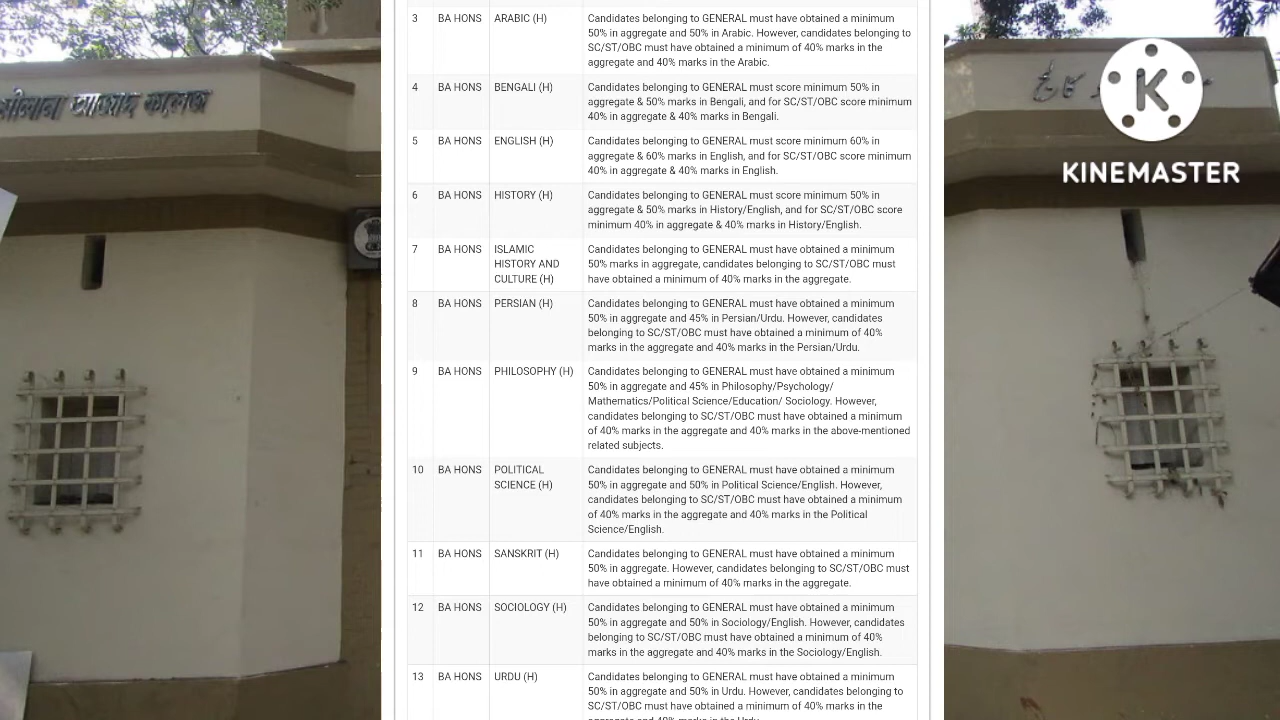 मौलाना आज़ाद कालेज
3 BA HONS ARABIC (H) Candidates belonging to GENERAL must have obtained a minimum
50% in aggregate and 50% in Arabic. However, candidates belonging to
SC/ST/OBC must have obtained a minimum of 40% marks in the
aggregate and 40% marks in the Arabic.
4 BA HONS BENGALI (H) Candidates belonging to GENERAL must score minimum 50% in
aggregate & 50% marks in Bengali, and for SC/ST/OBC score minimum
40% in aggregate & 40% marks in Bengali.
5 BA HONS ENGLISH (H) Candidates belonging to GENERAL must score minimum 60% in
aggregate & 60% marks in English, and for SC/ST/OBC score minimum
40% in aggregate & 40% marks in English.
6 BA HONS HISTORY (H) Candidates belonging to GENERAL must score minimum 50% in
aggregate & 50% marks in History/English, and for SC/ST/OBC score
minimum 40% in aggregate & 40% marks in History/English.
7 BA HONS ISLAMIC Candidates belonging to GENERAL must have obtained a minimum
HISTORY AND 50% marks in aggregate, candidates belonging to SC/ST/OBC must
CULTURE (H) have obtained a minimum of 40% marks in the aggregate.
8 BA HONS PERSIAN (H) Candidates belonging to GENERAL must have obtained a minimum
50% in aggregate and 45% in Persian/Urdu. However, candidates
belonging to SC/ST/OBC must have obtained a minimum of 40%
marks in the aggregate and 40% marks in the Persian/Urdu.
9 BA HONS PHILOSOPHY (H) Candidates belonging to GENERAL must have obtained a minimum
50% in aggregate and 45% in Philosophy/Psychology/
Mathematics/Political Science/Education/ Sociology. However,
candidates belonging to SC/ST/OBC must have obtained a minimum
of 40% marks in the aggregate and 40% marks in the above-mentioned
related subjects.
10 BA HONS POLITICAL Candidates belonging to GENERAL must have obtained a minimum
SCIENCE (H) 50% in aggregate and 50% in Political Science/English. However,
candidates belonging to SC/ST/OBC must have obtained a minimum
of 40% marks in the aggregate and 40% marks in the Political
Science/English.
11 BA HONS SANSKRIT (H) Candidates belonging to GENERAL must have obtained a minimum
50% in aggregate. However, candidates belonging to SC/ST/OBC must
have obtained a minimum of 40% marks in the aggregate.
12 BA HONS SOCIOLOGY (H) Candidates belonging to GENERAL must have obtained a minimum
50% in aggregate and 50% in Sociology/English. However, candidates
belonging to SC/ST/OBC must have obtained a minimum of 40%
marks in the aggregate and 40% marks in the Sociology/English.
13 BA HONS URDU (H) Candidates belonging to GENERAL must have obtained a minimum
50% in aggregate and 50% in Urdu. However, candidates belonging to
SC/ST/OBC must have obtained a minimum of 40% marks in the
aggregate and 40% marks in the Urdu.
K
KINEMASTER